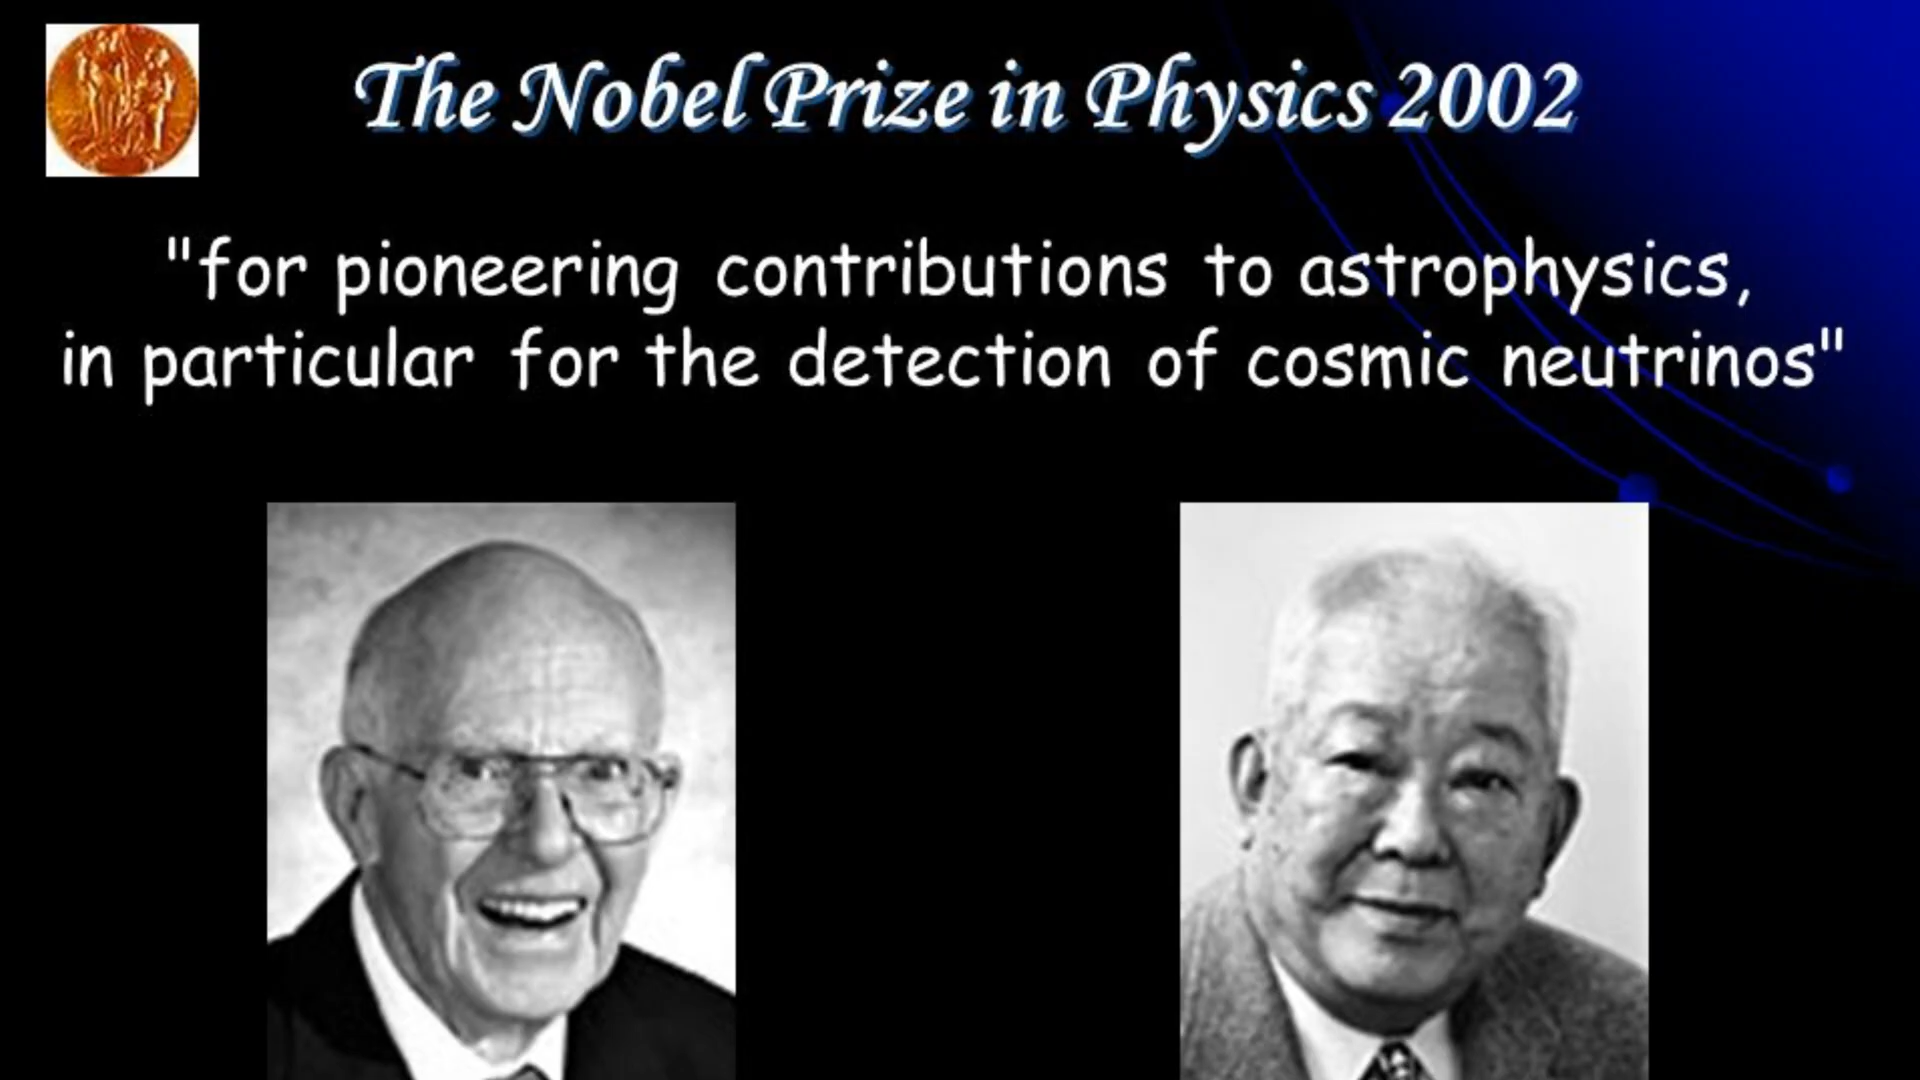 The Nobel Prize in Physics 2002
"for pioneering contributions to astrophysics,
in particular for the detection of cosmic neutrinos"